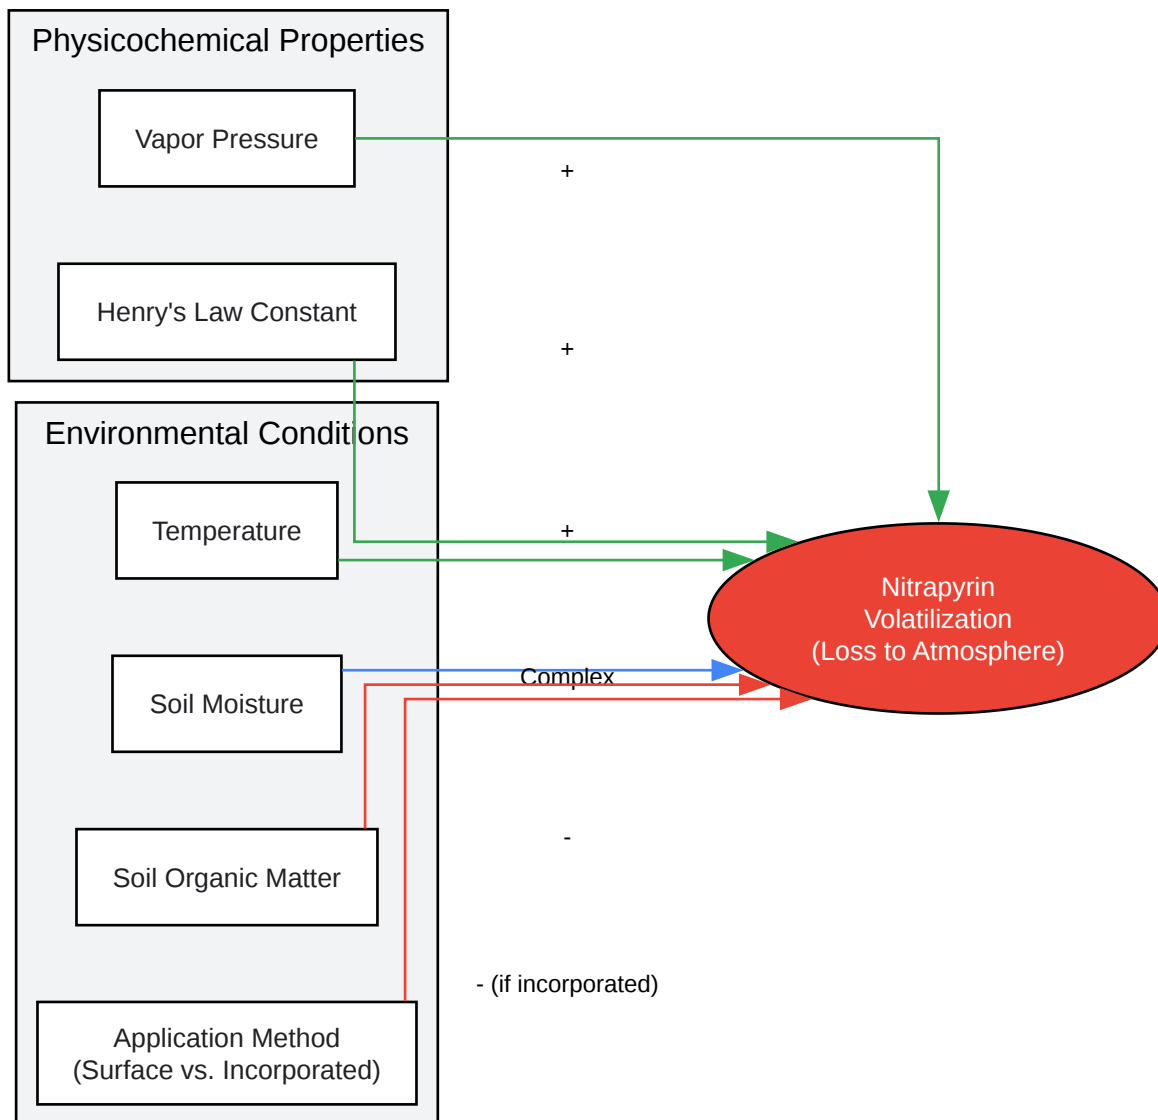 Physicochemical Properties
Vapor Pressure
+
Henry's Law Constant
+
Environmental Conditions
Temperature
+
Nitrapyrin
Volatilization
(Loss to Atmosphere)
Soil Moisture
Complex
Soil Organic Matter
-
- (if incorporated)
Application Method
(Surface vs. Incorporated)